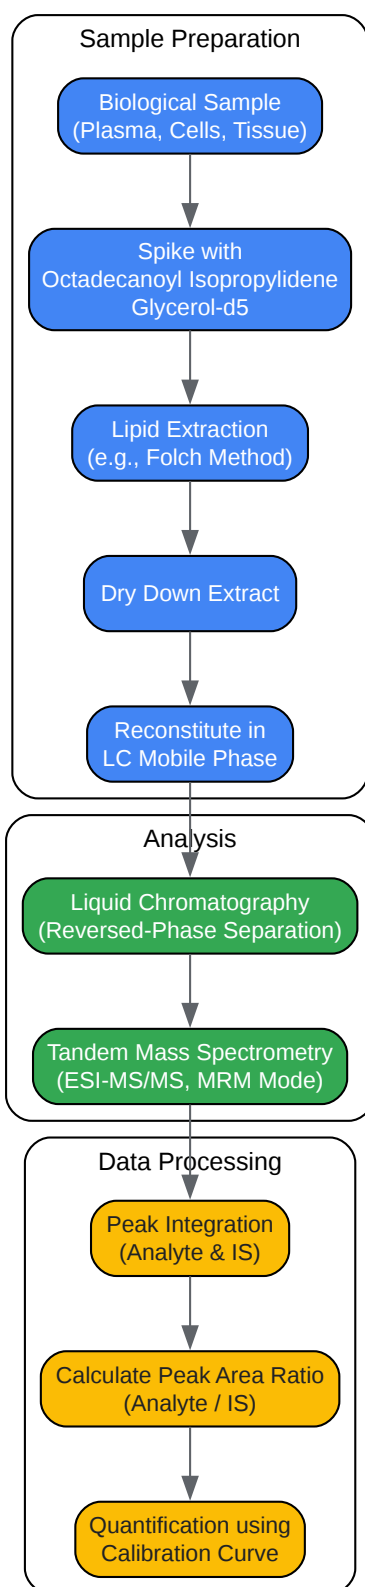 Sample Preparation
Biological Sample
(Plasma, Cells, Tissue)
Spike with
Octadecanoyl Isopropylidene
Glycerol-d5
Lipid Extraction
(e.g., Folch Method)
Dry Down Extract
Reconstitute in
LC Mobile Phase
Analysis
Liquid Chromatography
(Reversed-Phase Separation)
Tandem Mass Spectrometry
(ESI-MS/MS, MRM Mode)
Data Processing
Peak Integration
(Analyte & IS)
Calculate Peak Area Ratio
(Analyte / IS)
Quantification using
Calibration Curve